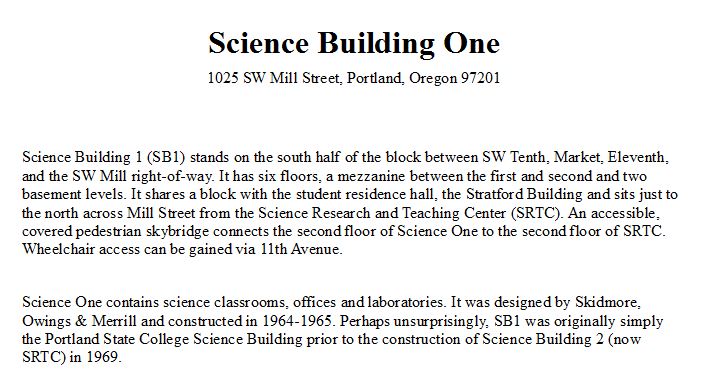 Science Building One
1025 SW Mill Street, Portland, Oregon 97201
Science Building 1 (SB1) stands on the south half of the block between SW Tenth, Market, Eleventh,
and the SW Mill right-of-way. It has six floors, a mezzanine between the first and second and two
basement levels. It shares a block with the student residence hall, the Stratford Building and sits just to
the north across Mill Street from the Science Research and Teaching Center (SRTC). An accessible,
covered pedestrian skybridge connects the second floor of Science One to the second floor of SRTC.
Wheelchair access can be gained via 11th Avenue.
Science One contains science classrooms, offices and laboratories. It was designed by Skidmore,
Owings & Merrill and constructed in 1964-1965. Perhaps unsurprisingly, SB1 was originally simply
the Portland State College Science Building prior to the construction of Science Building 2 (now
SRTC) in 1969.